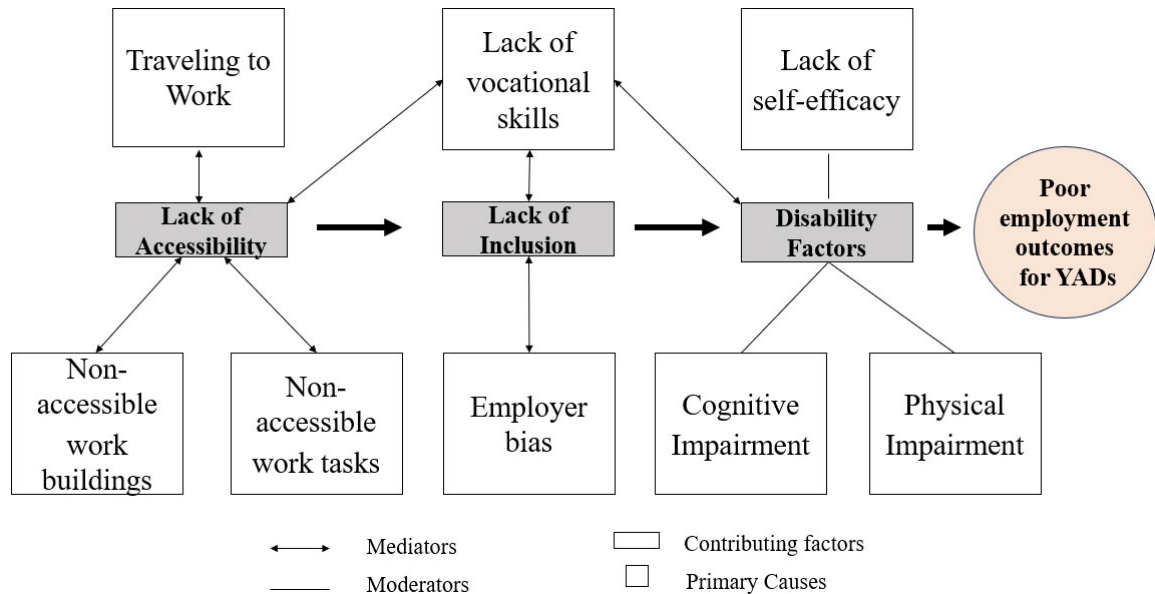 Traveling to
Work
Lack of
vocational
skills
Lack of
self-efficacy
Lack of
Accessibility
Lack of
Inclusion
Disability
Factors
Poor
employment
outcomes
for YADs
Non-
accessible
work
buildings
Non-
accessible
work tasks
Employer
bias
Cognitive
Impairment
Physical
Impairment
Mediators
Contributing factors
Moderators
Primary Causes